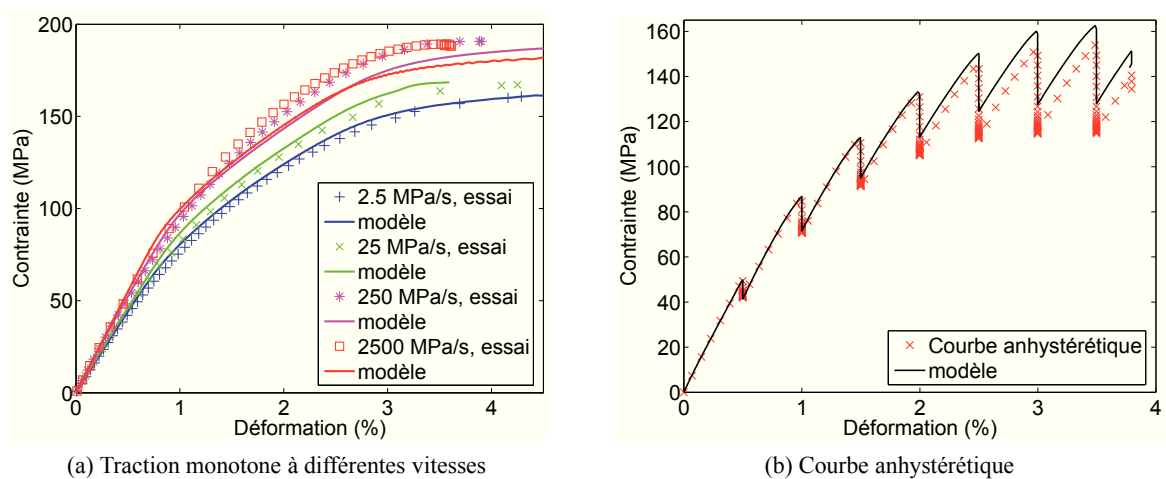 200
150
100
50
0
Contrainte (MPa)
2.5 MPa/s, essai
modèle
25 MPa/s, essai
modèle
250 MPa/s, essai
modèle
2500 MPa/s, essai
modèle
0 1 2 3 4
Déformation (%)
(a) Traction monotone à différentes vitesses
160
140
120
100
80
60
40
20
0
Contrainte (MPa)
Courbe anhystérétique
modèle
0 1 2 3 4
Déformation (%)
(b) Courbe anhystérétique